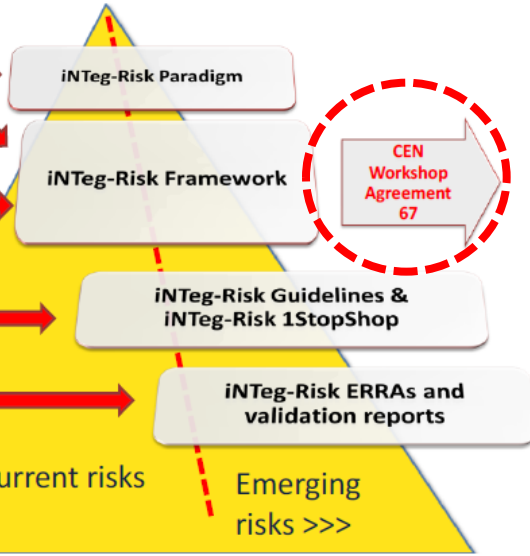 iNTeg-Risk Paradigm
iNTeg-Risk Framework
CEN
Workshop
Agreement
67
iNTeg-Risk Guidelines &
iNTeg-Risk 1StopShop
iNTeg-Risk ERRAs and
validation reports
urrent risks
Emerging
risks >>>